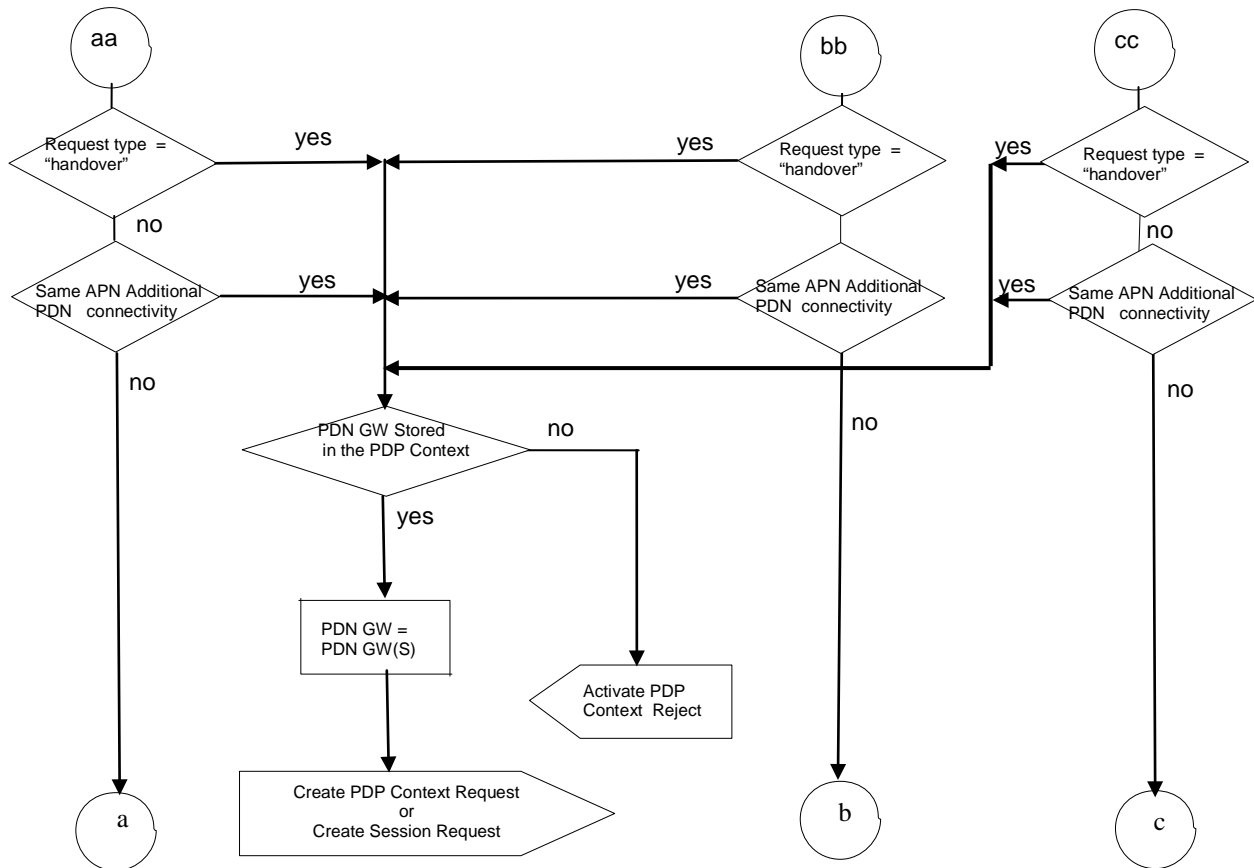 aa
bb
cc
Request type =
“handover”
yes
yes
Request type =
“handover”
yes
Request type =
“handover”
no
no
Same APN Additional
PDN connectivity
yes
yes
Same APN Additional
PDN connectivity
yes
Same APN Additional
PDN connectivity
no
no
no
PDN GW Stored
in the PDP Context
no
yes
PDN GW =
PDN GW(S)
Activate PDP
Context Reject
Create PDP Context Request
or
Create Session Request
a
b
c